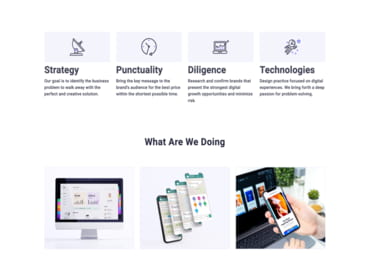 Strategy
Our goal is to identify the business
problem to walk away with the
perfect and creative solution.
Punctuality
Bring the key message to the
brand's audience for the best price
within the shortest possible time.
Diligence
Research and confirm brands that
present the strongest digital
growth opportunities and minimize
risk
Technologies
Design practice focused on digital
experiences. We bring forth a deep
passion for problem-solving.
What Are We Doing